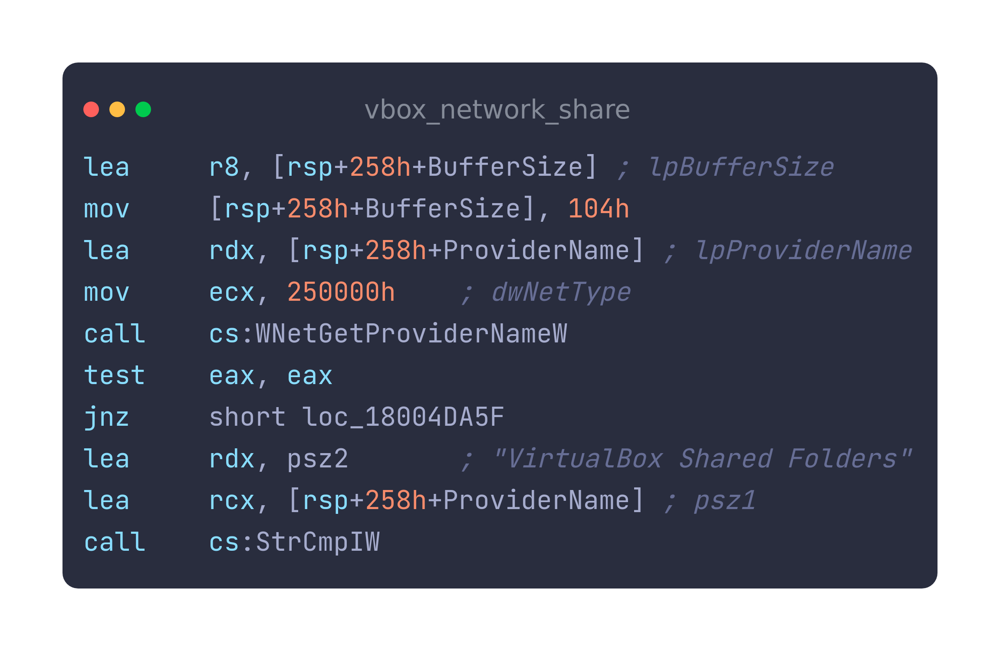 vbox_network_share
lea     r8, [rsp+258h+BufferSize] ; lpBufferSize
mov     [rsp+258h+BufferSize], 104h
lea     rdx, [rsp+258h+ProviderName] ; lpProviderName
mov     ecx, 250000h    ; dwNetType
call    cs:WNetGetProviderNameW
test    eax, eax
jnz     short loc_18004DA5F
lea     rdx, psz2       ; "VirtualBox Shared Folders"
lea     rcx, [rsp+258h+ProviderName] ; psz1
call    cs:StrCmpIW